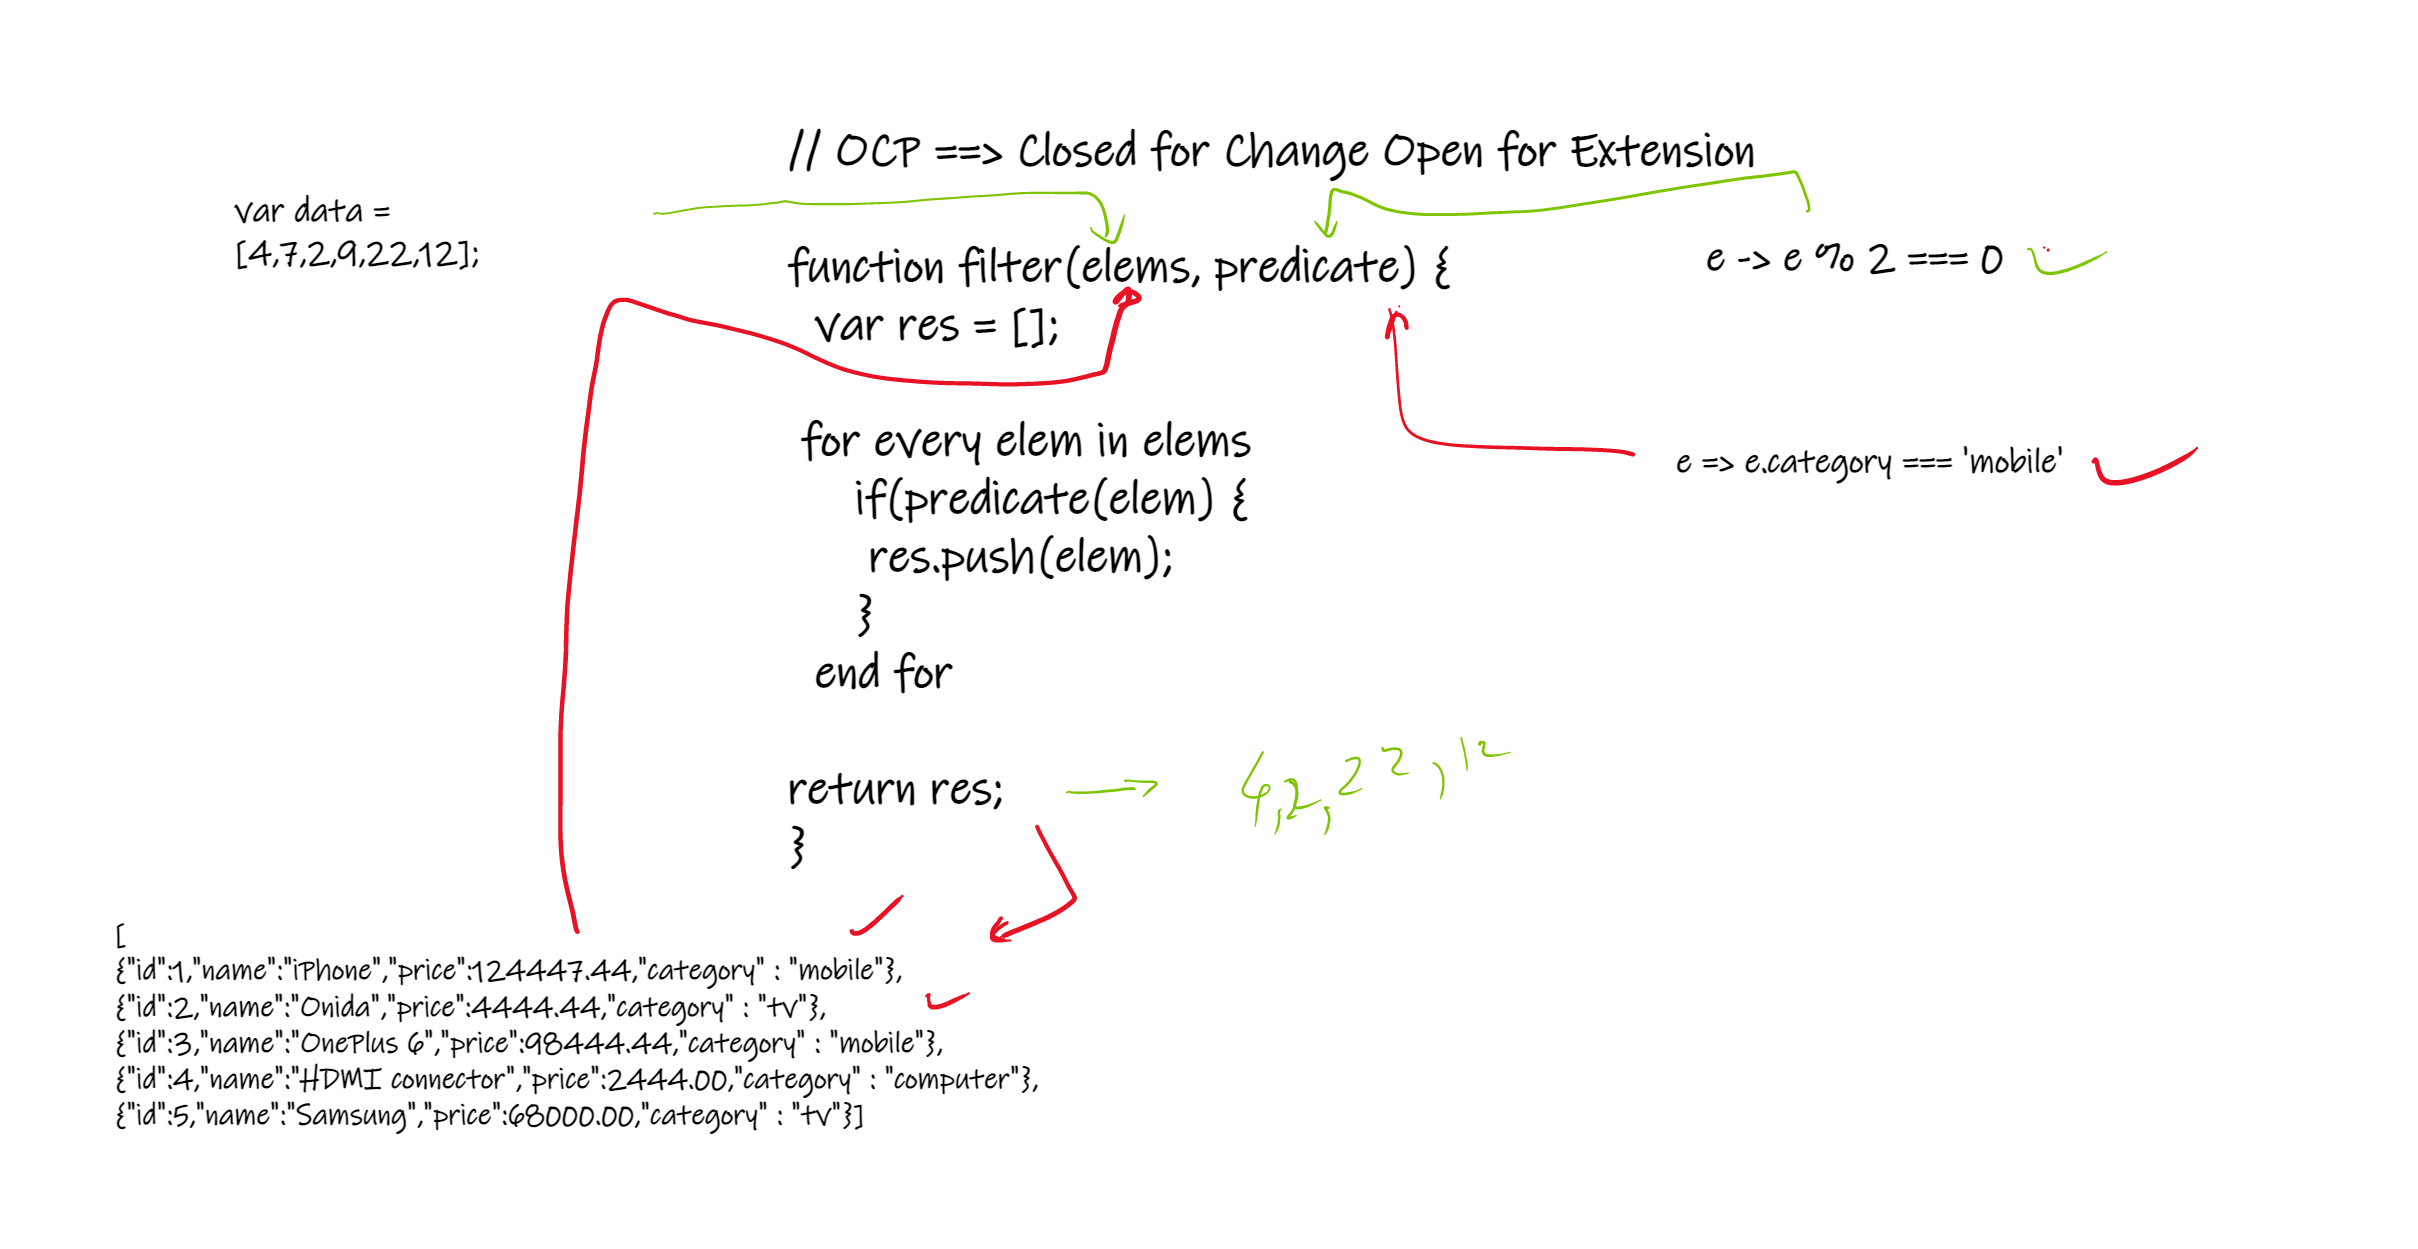 // OCP ==> Closed for Change Open for Extension
var data =
[4,7,2,9,22,12];
function filter(elems, predicate) {
var res = [];
for every elem in elems
if(predicate(elem) {
res.push(elem);
}
end for
return res;
}
e -> e % 2 === 0
e => e.category === 'mobile'
4,2,22,12
[
{"id":1,"name":"iPhone","price":124447.44,"category" : "mobile"},
{"id":2,"name":"Onida","price":4444.44,"category" : "tv"},
{"id":3,"name":"OnePlus 6","price":98444.44,"category" : "mobile"},
{"id":4,"name":"HDMI connector","price":2444.00,"category" : "computer"},
{"id":5,"name":"Samsung","price":68000.00,"category" : "tv"}]